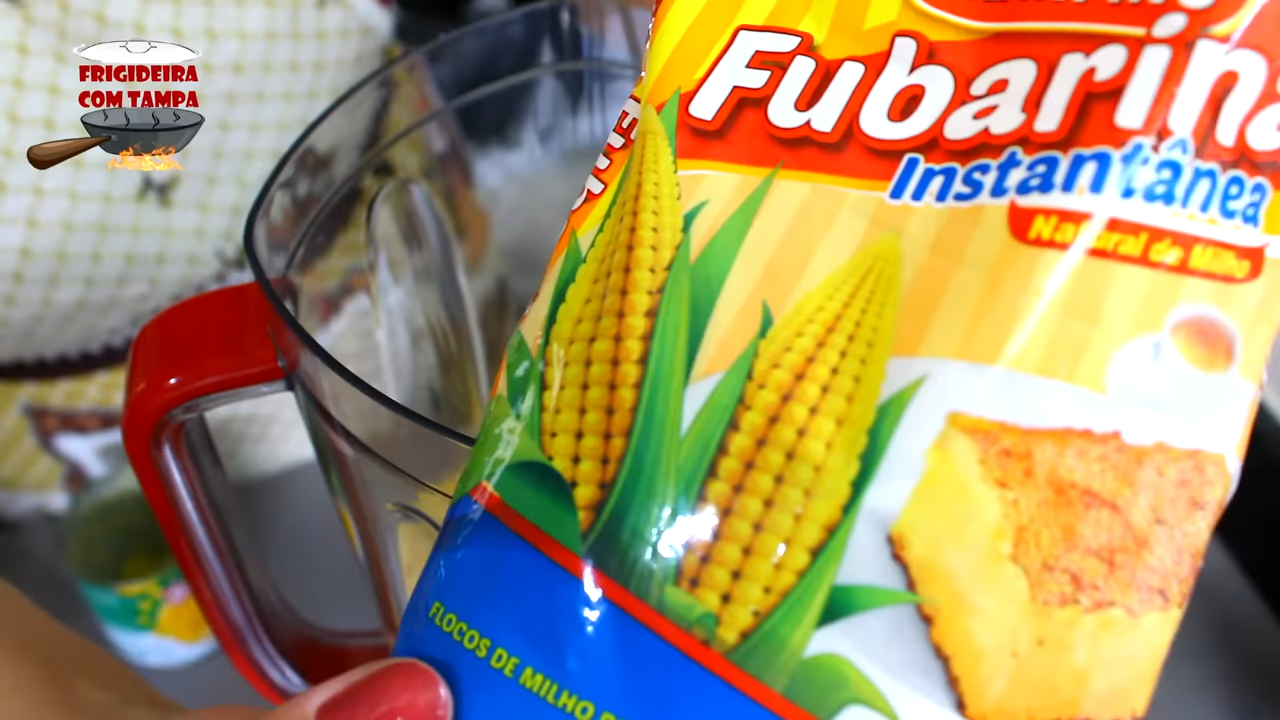 FRIGIDEIRA
COM TAMPA
Fubarina
Instantânea
Natural de Milho
FLOCOS DE MILHO